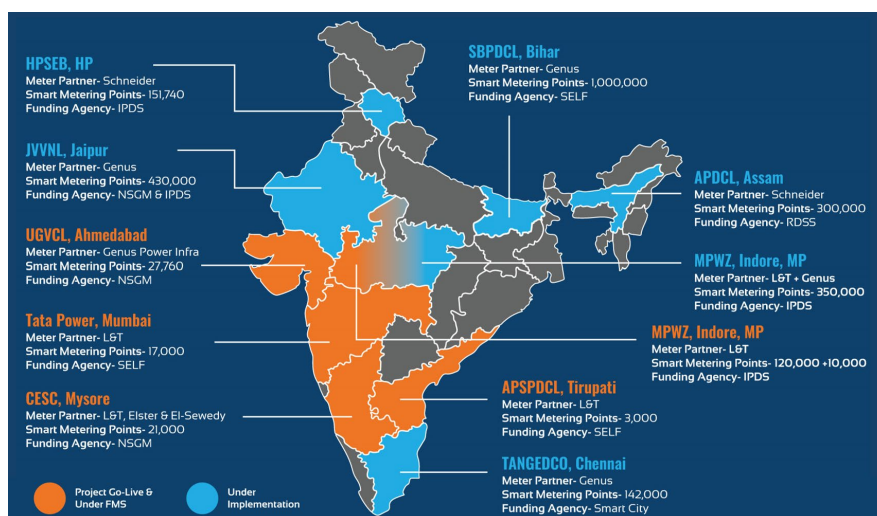 HPSEB, HP
Meter Partner- Schneider
Smart Metering Points- 151,740
Funding Agency- IPDS
JVVNL, Jaipur
Meter Partner- Genus
Smart Metering Points- 430,000
Funding Agency- NSGM & IPDS
UGVCL, Ahmedabad
Meter Partner- Genus Power Infra
Smart Metering Points- 27,760
Funding Agency- NSGM
Tata Power, Mumbai
Meter Partner- L&T
Smart Metering Points- 17,000
Funding Agency- SELF
CESC, Mysore
Meter Partner- L&T, Elster & El-Sewedy
Smart Metering Points- 21,000
Funding Agency- NSGM
SBPDCL, Bihar
Meter Partner- Genus
Smart Metering Points- 1,000,000
Funding Agency- SELF
APDCL, Assam
Meter Partner- Schneider
Smart Metering Points- 300,000
Funding Agency- RDSS
MPWZ, Indore, MP
Meter Partner- L&T + Genus
Smart Metering Points- 350,000
Funding Agency- IPDS
MPWZ, Indore, MP
Meter Partner- L&T
Smart Metering Points- 120,000 +10,000
Funding Agency- IPDS
APSPDCL, Tirupati
Meter Partner- L&T
Smart Metering Points- 3,000
Funding Agency- SELF
TANGEDCO, Chennai
Meter Partner- Genus
Smart Metering Points- 142,000
Funding Agency- Smart City
Project Go-Live &
Under FMS
Under
Implementation